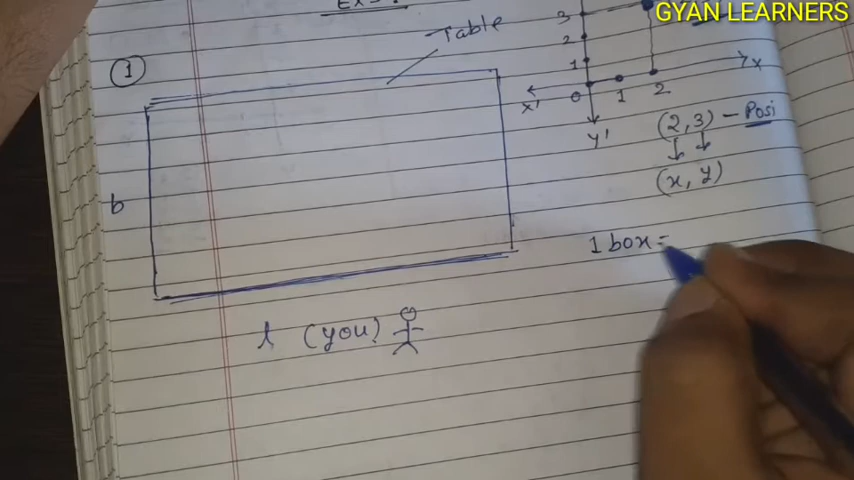 GYAN LEARNERS
1
Table
3
2
1
0
1
2
x
x'
y'
(2,3) - Posi
(x, y)
b
1 box=
l (you)